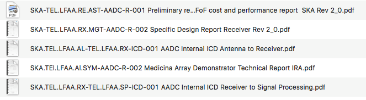 SKA-TEL.LFAA.RE.AST-AADC-R-001 Preliminary re...FoF cost and performance report SKA Rev 2_0.pdf
SKA-TEL.LFAA.RX.MGT-AADC-R-002 Specific Design Report Receiver Rev 2_0.pdf
SKA.TEL.LFAA.AL-TEL.LFAA.RX-ICD-001 AADC Internal ICD Antenna to Receiver.pdf
SKA.TEL.LFAA.ALSYM-AADC-R-002 Medicina Array Demonstrator Technical Report IRA.pdf
SKA.TEL.LFAA.RX-TEL.LFAA.SP-ICD-001 AADC Internal ICD Receiver to Signal Processing.pdf